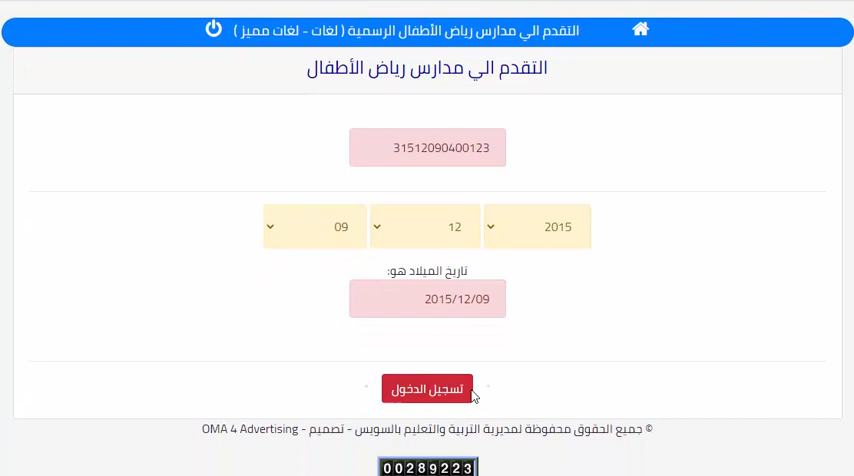 التقدم الي مدارس رياض الأطفال الرسمية ( لغات - لغات مميز )
التقدم الي مدارس رياض الأطفال
31512090400123
2015 12 09
تاريخ الميلاد هو:
2015/12/09
تسجيل الدخول
© جميع الحقوق محفوظة لمديرية التربية والتعليم بالسويس - تصميم - OMA 4 Advertising
00289223